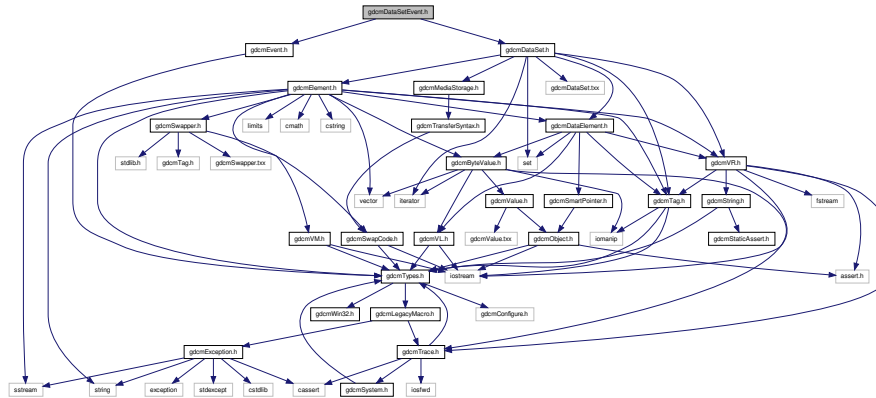 gdcmDataSetEvent.h
gdcmEvent.h
gdcmDataSet.h
gdcmElement.h
gdcmMediaStorage.h
gdcmDataSet.txx
gdcmSwapper.h
limits
cmath
cstring
gdcmTransferSyntax.h
gdcmDataElement.h
stdlib.h
gdcmTag.h
gdcmSwapper.txx
gdcmByteValue.h
set
gdcmVR.h
vector
iterator
gdcmValue.h
gdcmSmartPointer.h
gdcmTag.h
gdcmString.h
fstream
gdcmVM.h
gdcmSwapCode.h
gdcmVL.h
gdcmValue.txx
gdcmObject.h
iomanip
gdcmStaticAssert.h
gdcmTypes.h
iostream
assert.h
gdcmWin32.h
gdcmLegacyMacro.h
gdcmConfigure.h
gdcmException.h
gdcmTrace.h
sstream
string
exception
stdexcept
cstdlib
cassert
gdcmSystem.h
iosfwd